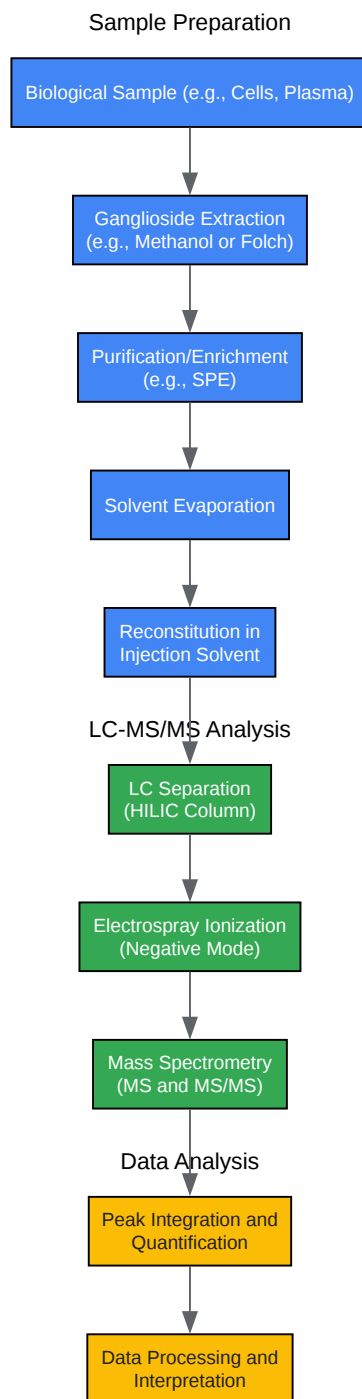 Sample Preparation
Biological Sample (e.g., Cells, Plasma)
Ganglioside Extraction
(e.g., Methanol or Folch)
Purification/Enrichment
(e.g., SPE)
Solvent Evaporation
Reconstitution in
Injection Solvent
LC-MS/MS Analysis
LC Separation
(HILIC Column)
Electrospray Ionization
(Negative Mode)
Mass Spectrometry
(MS and MS/MS)
Data Analysis
Peak Integration and
Quantification
Data Processing and
Interpretation